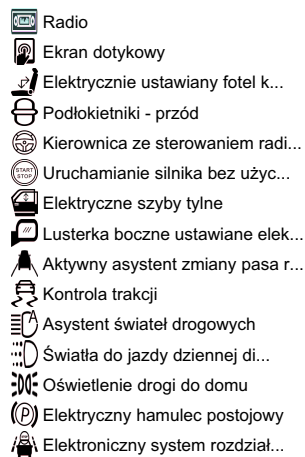 Radio
Ekran dotykowy
Elektrycznie ustawiany fotel k...
Podłokietniki - przód
Kierownica ze sterowaniem radi...
START
STOP
Uruchamianie silnika bez użyc...
Elektryczne szyby tylne
Lusterka boczne ustawiane elek...
Aktywny asystent zmiany pasa r...
Kontrola trakcji
A
Asystent świateł drogowych
Światła do jazdy dziennej di...
Oświetlenie drogi do domu
P
Elektryczny hamulec postojowy
Elektroniczny system rozdział...